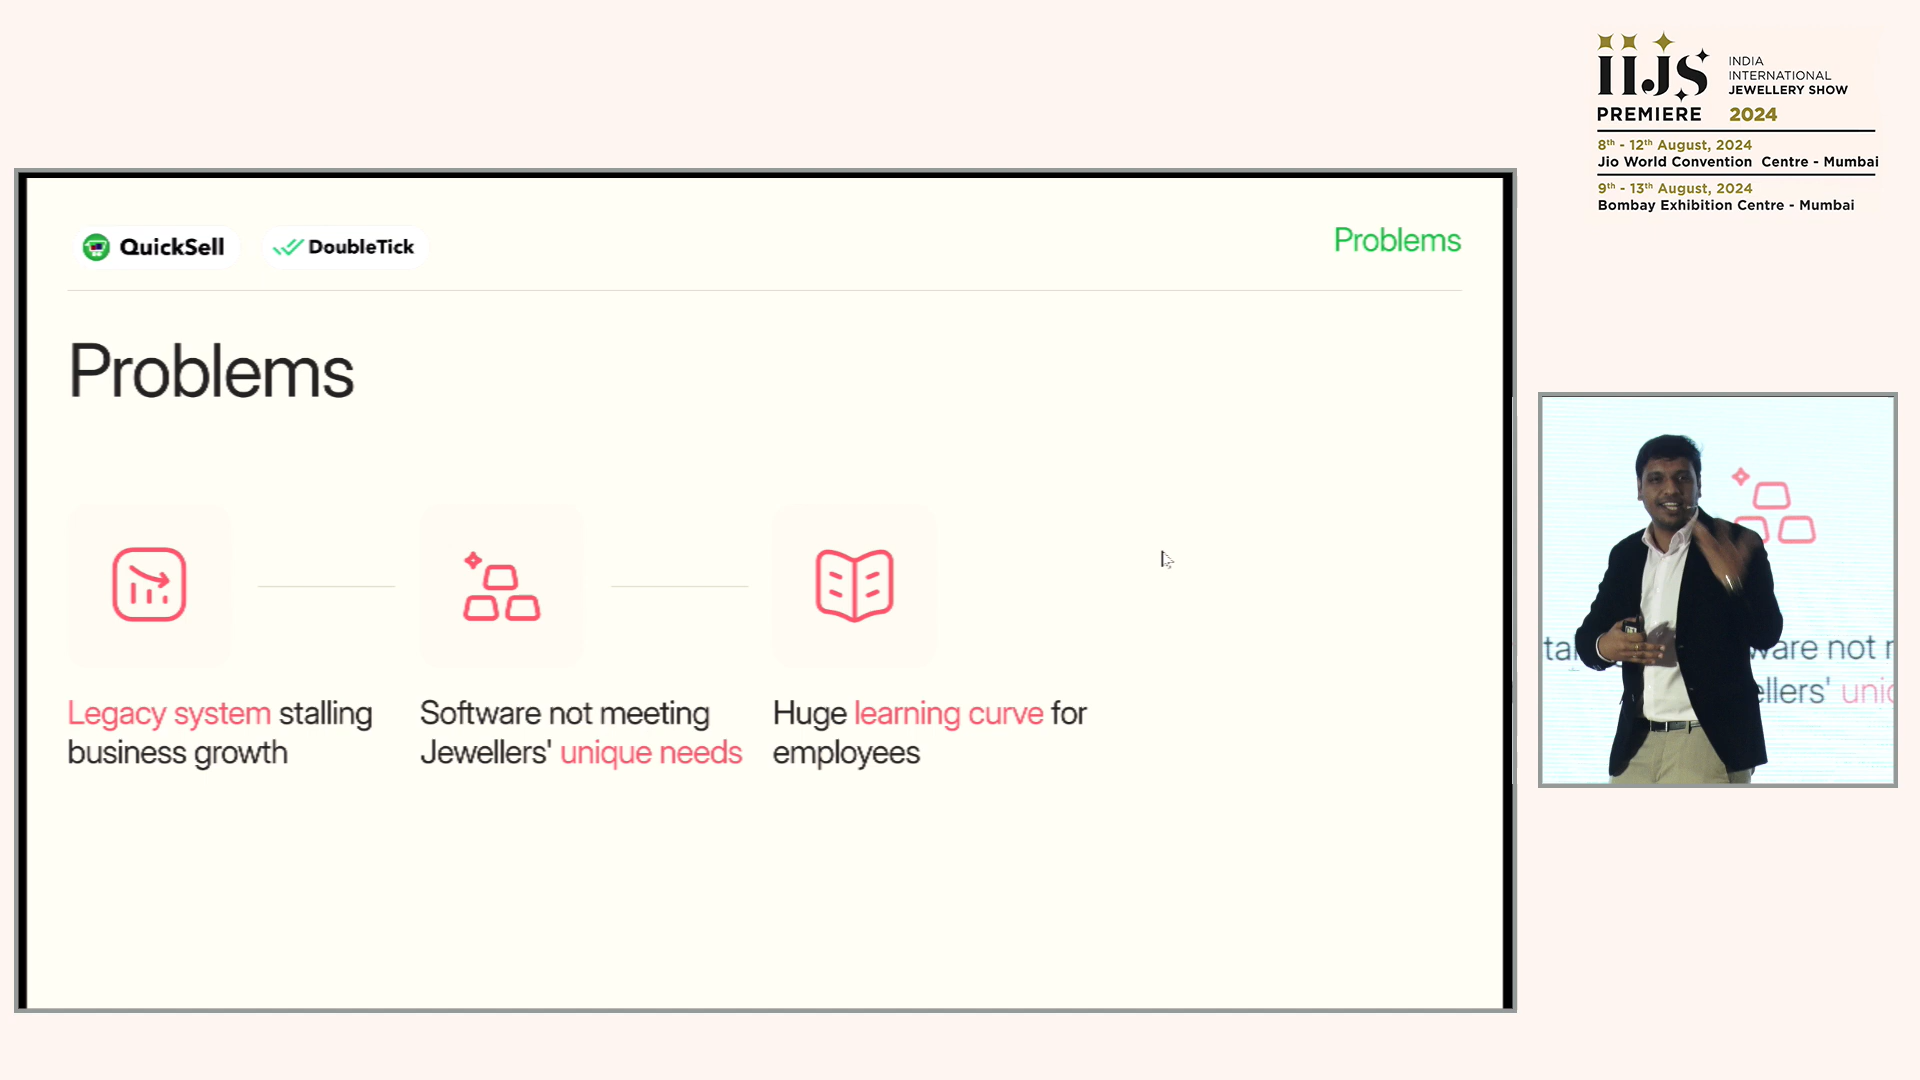 IIJS
INDIA
INTERNATIONAL
JEWELLERY SHOW
PREMIERE 2024
8th - 12th August, 2024
Jio World Convention Centre - Mumbai
9th - 13th August, 2024
Bombay Exhibition Centre - Mumbai
QuickSell DoubleTick Problems
Problems
Legacy system stalling
business growth
Software not meeting
Jewellers' unique needs
Huge learning curve for
employees